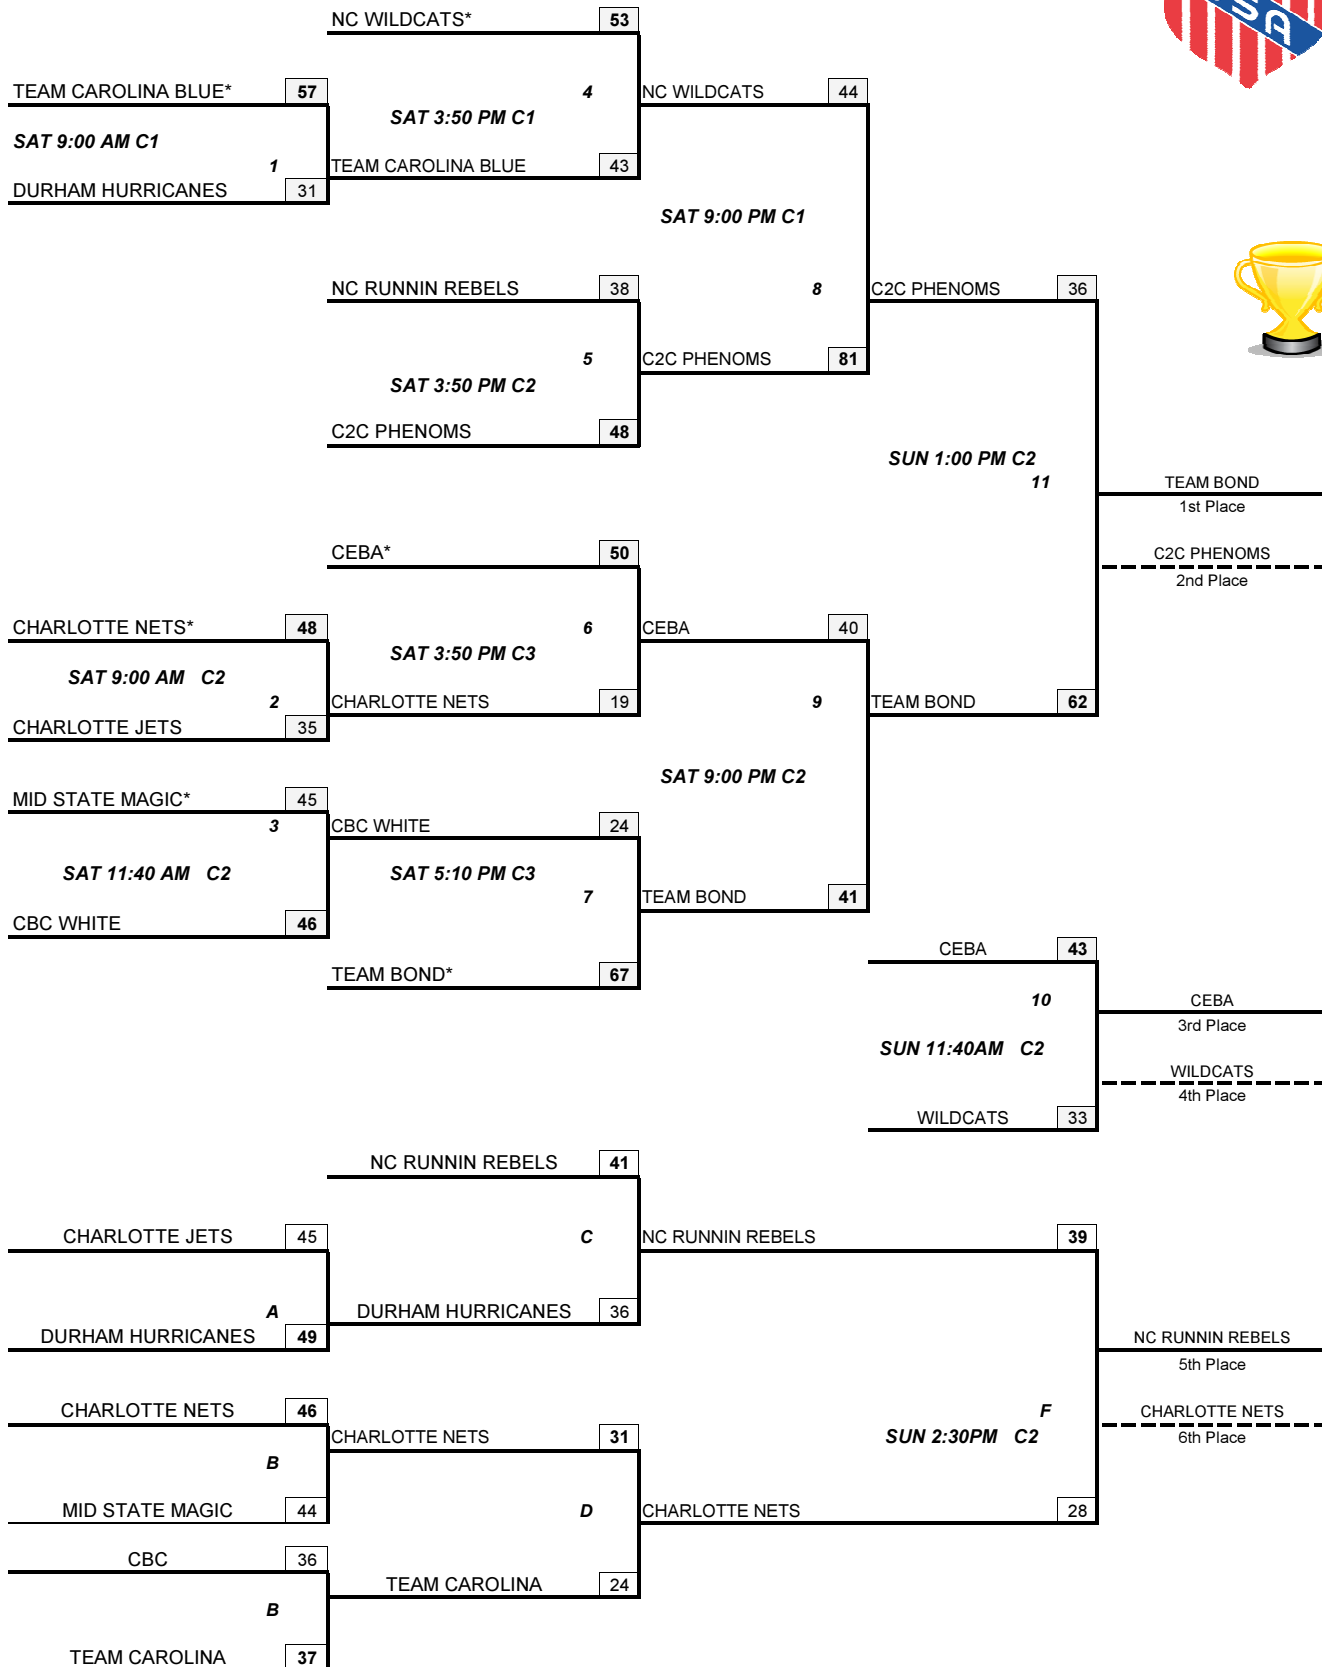 NC WILDCATS* 53
SA
TEAM CAROLINA BLUE* 57
4
NC WILDCATS 44
SAT 3:50 PM C1
SAT 9:00 AM C1
1
TEAM CAROLINA BLUE 43
DURHAM HURRICANES 31
SAT 9:00 PM C1
NC RUNNIN REBELS 38
8
C2C PHENOMS 36
5
C2C PHENOMS 81
SAT 3:50 PM C2
C2C PHENOMS 48
SUN 1:00 PM C2
11
TEAM BOND
1st Place
CEBA* 50
C2C PHENOMS
2nd Place
CHARLOTTE NETS* 48
6
CEBA 40
SAT 3:50 PM C3
SAT 9:00 AM C2
2
CHARLOTTE NETS 19
9
TEAM BOND 62
CHARLOTTE JETS 35
SAT 9:00 PM C2
MID STATE MAGIC* 45
3
CBC WHITE 24
SAT 11:40 AM C2
SAT 5:10 PM C3
7
TEAM BOND 41
CBC WHITE 46
CEBA 43
TEAM BOND* 67
10
CEBA
3rd Place
SUN 11:40AM C2
WILDCATS
4th Place
WILDCATS 33
NC RUNNIN REBELS 41
CHARLOTTE JETS 45
C
NC RUNNIN REBELS 39
A
DURHAM HURRICANES 36
DURHAM HURRICANES 49
NC RUNNIN REBELS
5th Place
CHARLOTTE NETS 46
F
CHARLOTTE NETS
CHARLOTTE NETS 31
SUN 2:30PM C2
6th Place
B
MID STATE MAGIC 44
D
CHARLOTTE NETS 28
CBC 36
TEAM CAROLINA 24
B
TEAM CAROLINA 37